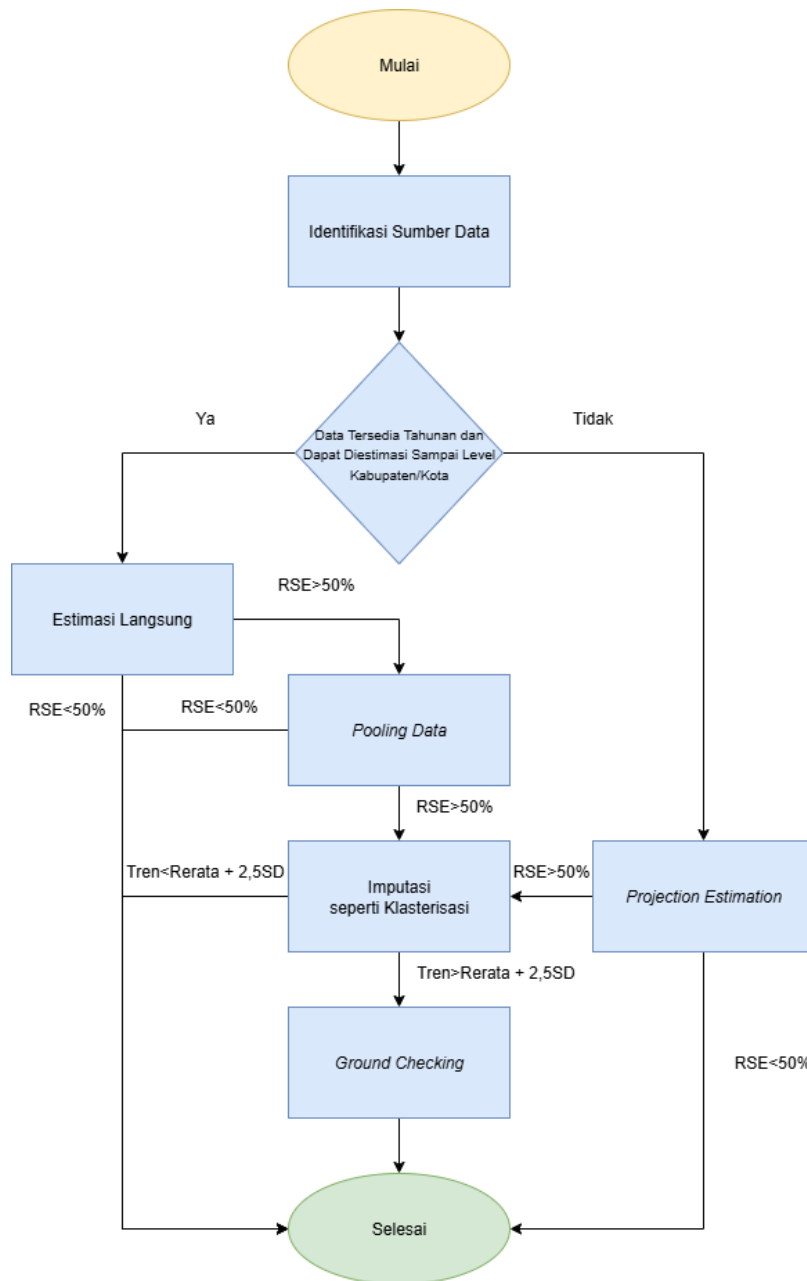 Mulai
Identifikasi Sumber Data
Ya
Tidak
Data Tersedia Tahunan dan
Dapat Diestimasi Sampai Level
Kabupaten/Kota
RSE>50%
Estimasi Langsung
RSE<50%
RSE<50%
Pooling Data
RSE>50%
Tren<Rerata + 2,5SD
Imputasi
seperti Klasterisasi
RSE>50%
Projection Estimation
Tren>Rerata + 2,5SD
Ground Checking
RSE<50%
Selesai